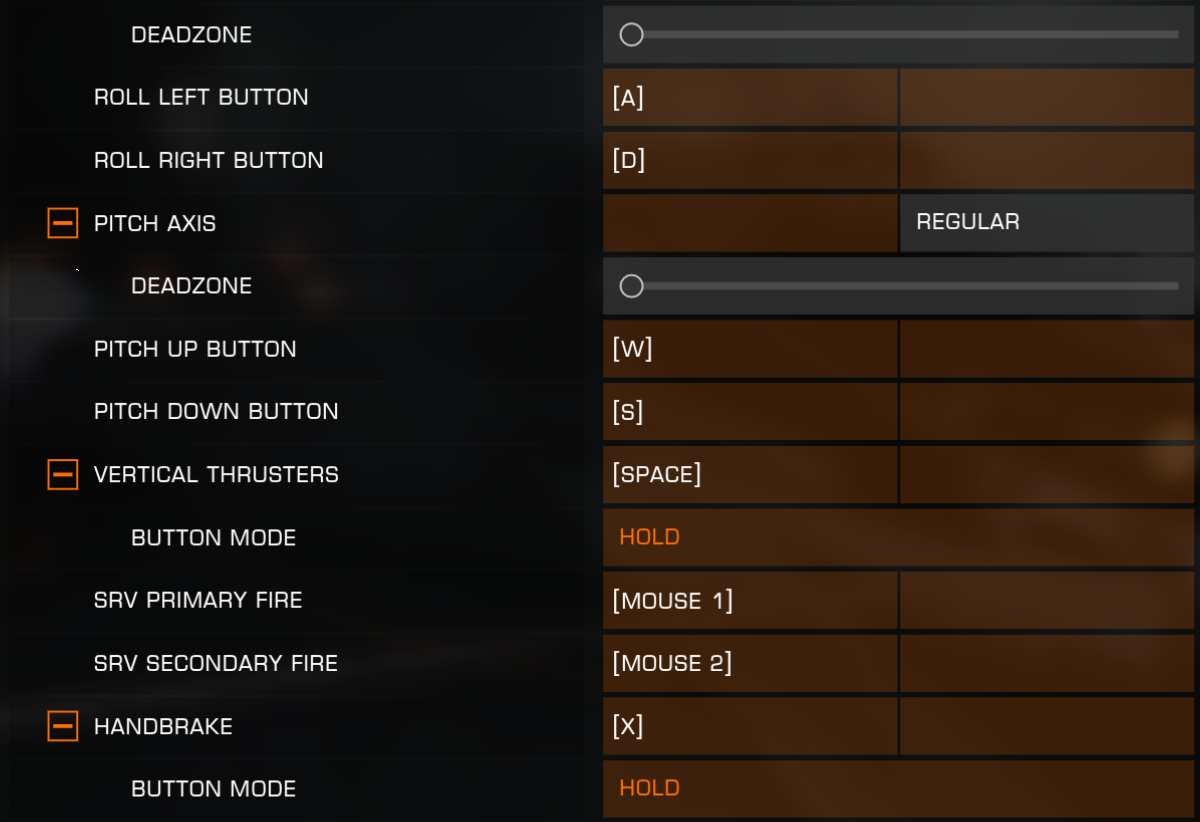 DEADZONE
ROLL LEFT BUTTON [A]
ROLL RIGHT BUTTON [D]
PITCH AXIS REGULAR
DEADZONE
PITCH UP BUTTON [W]
PITCH DOWN BUTTON [S]
VERTICAL THRUSTERS [SPACE]
BUTTON MODE HOLD
SRV PRIMARY FIRE [MOUSE 1]
SRV SECONDARY FIRE [MOUSE 2]
HANDBRAKE [X]
BUTTON MODE HOLD